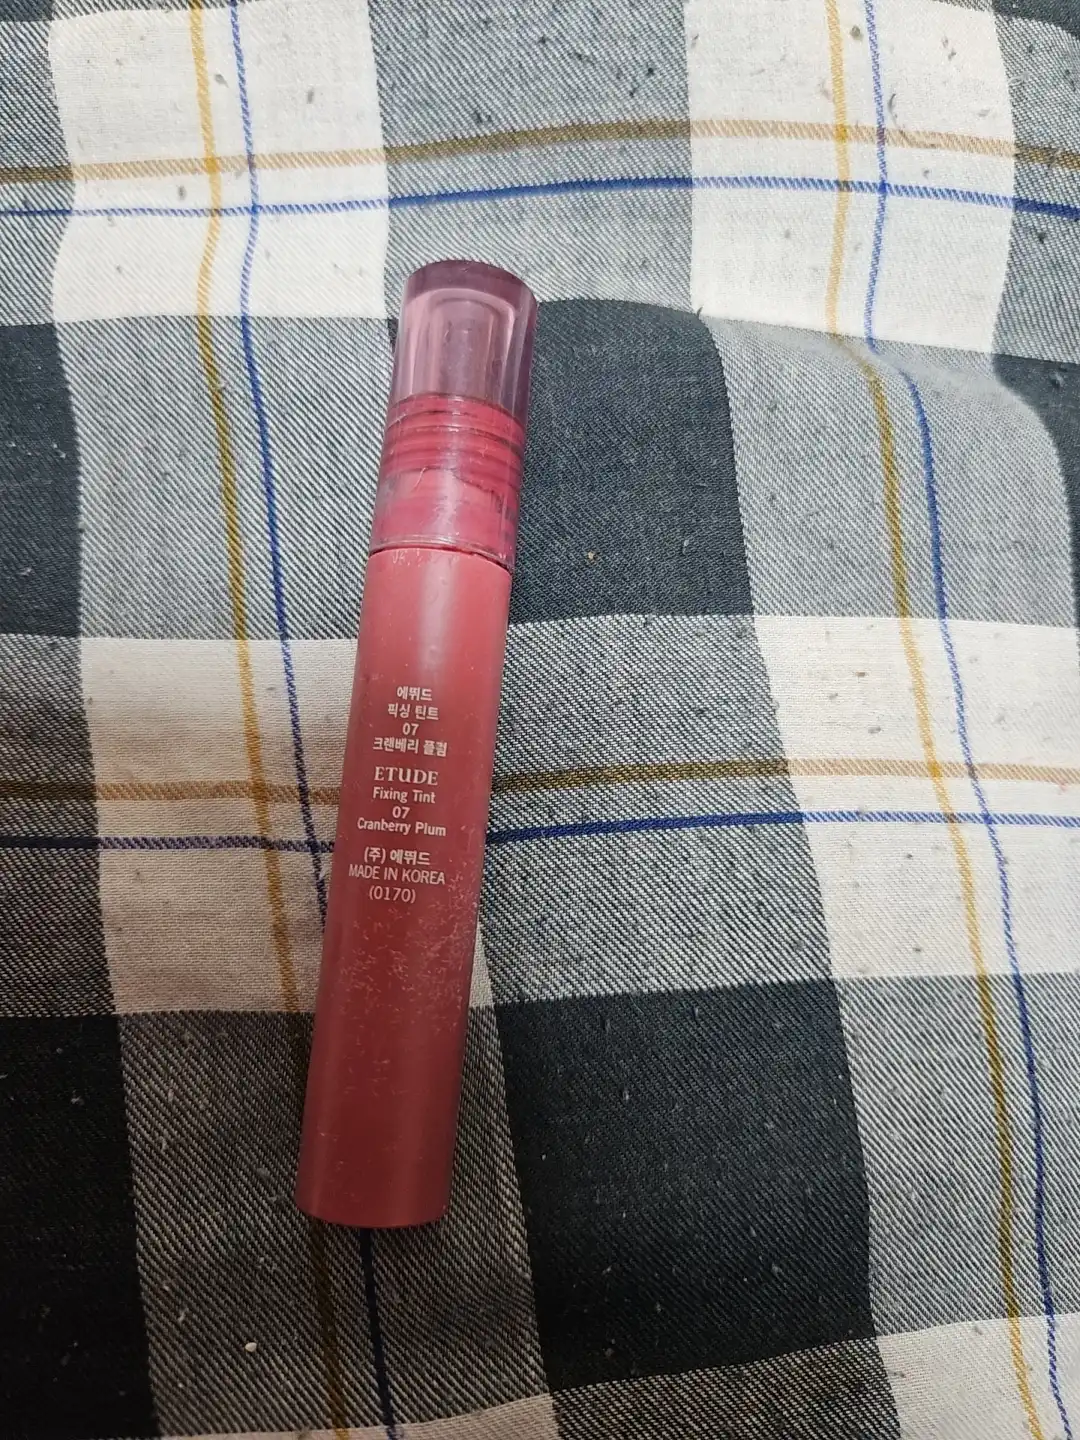 에뛰드
픽싱 틴트
07
크랜베리 플럼
ETUDE
Fixing Tint
07
Cranberry Plum
(주) 에뛰드
MADE IN KOREA
(0170)